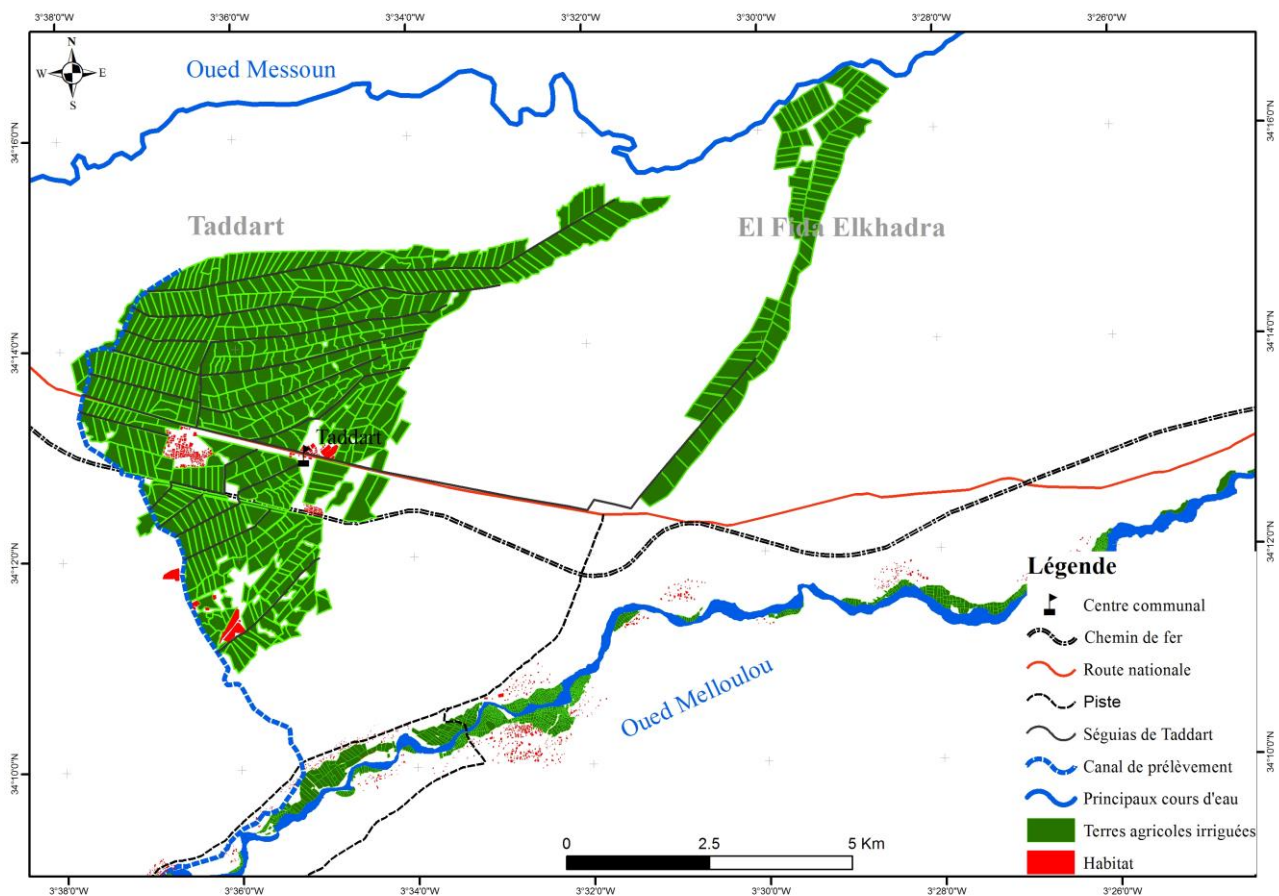 3°38'0"O
3°36'0"O
3°34'0"O
3°32'0"O
3°30'0"O
3°28'0"O
3°26'0"O
N
W
E
S
Oued Messoun
34°16'0"N
34°16'0"N
Taddart
El Fida Elkhadra
34°14'0"N
34°14'0"N
Taddart
34°12'0"N
34°12'0"N
Légende
Centre communal
Chemin de fer
Route nationale
Piste
Séguias de Taddart
Canal de prélèvement
Principaux cours d'eau
Terres agricoles irriguées
Habitat
Oued Melloulou
34°10'0"N
34°10'0"N
0
2.5
5 Km
3°38'0"O
3°36'0"O
3°34'0"O
3°32'0"O
3°30'0"O
3°28'0"O
3°26'0"O